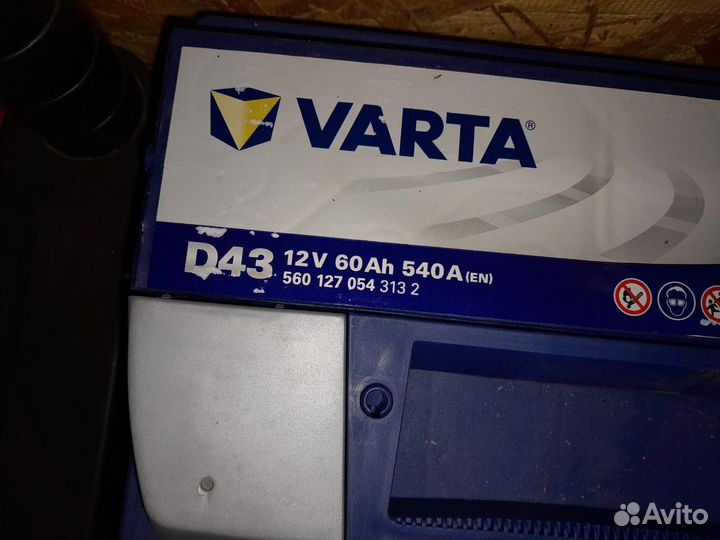 VARTA®
D43 12V 60Ah 540A (EN)
560 127 054 313 2
Avito